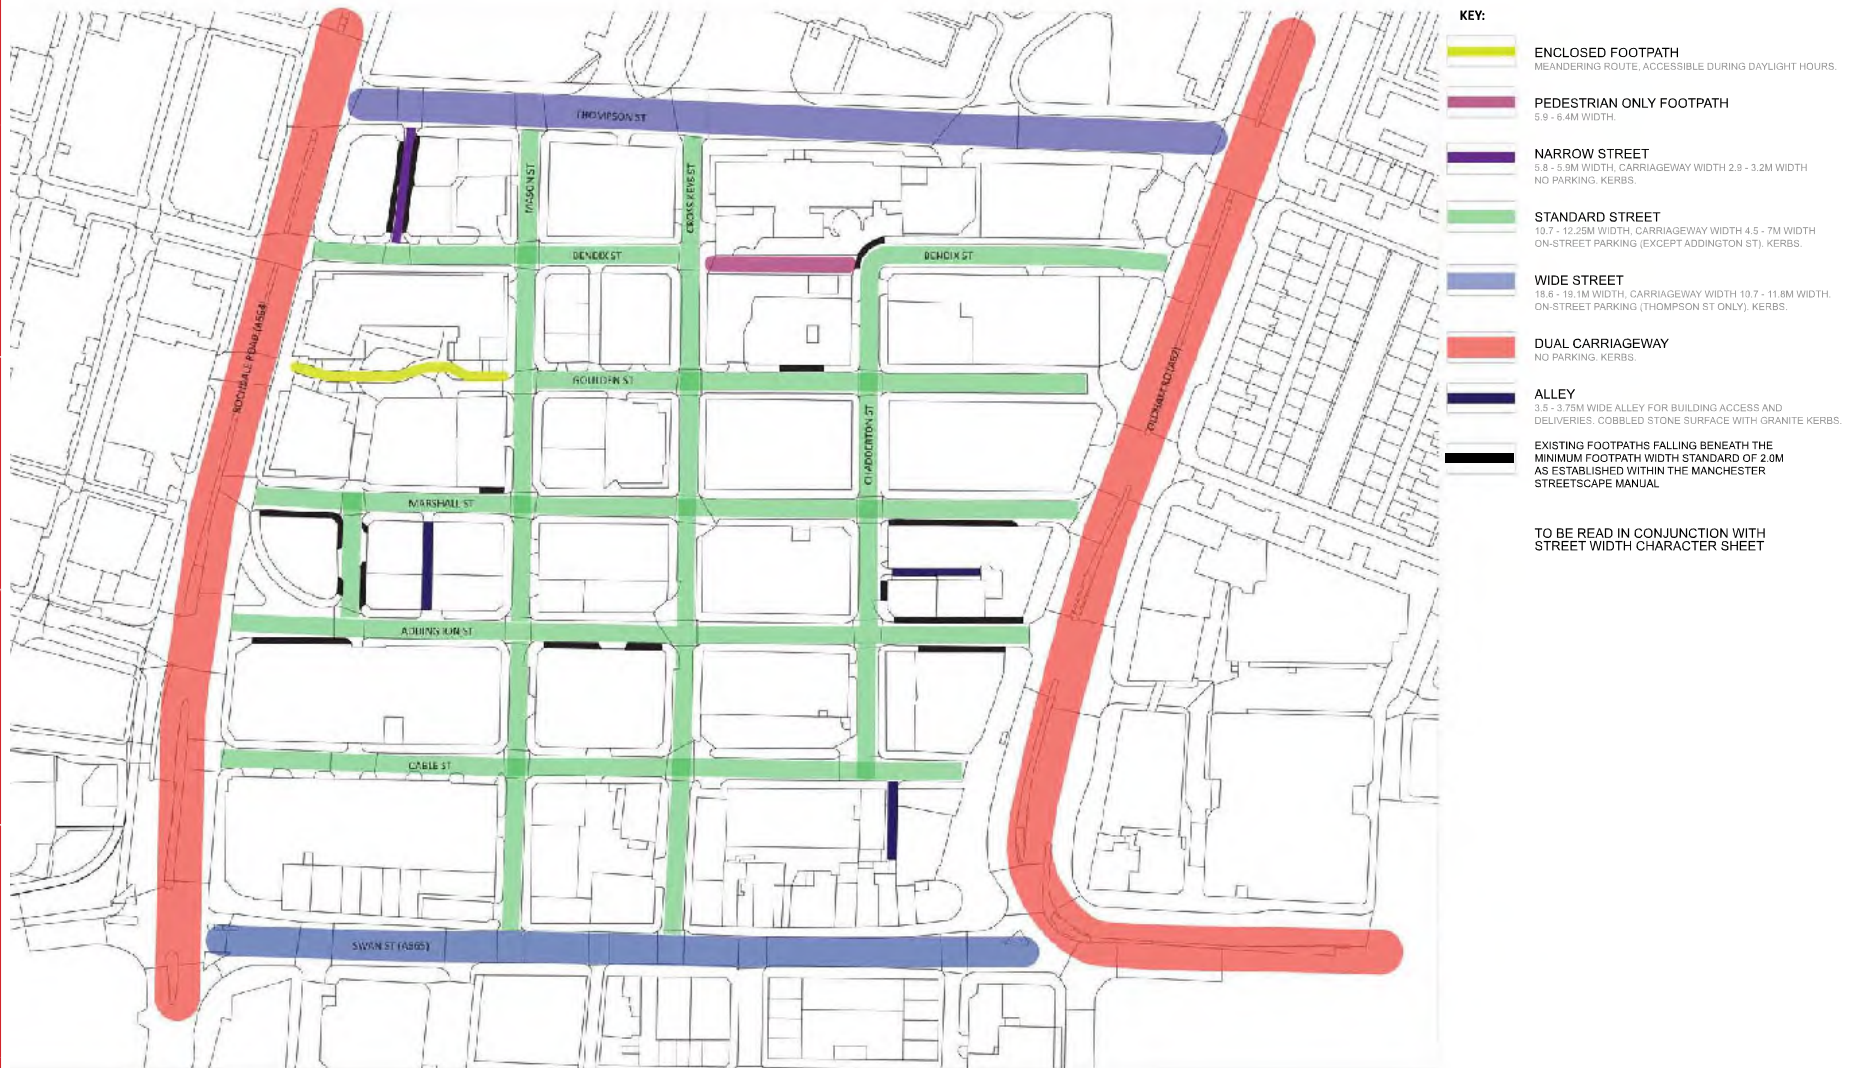 THOMPSON ST
MASON ST
CROSS KEYS ST
BENDIX ST
BENDIX ST
ROCHDALE ROAD (A664)
OLDHAM RD (A62)
GOULDEN ST
CHADDERTON ST
MARSHALL ST
ADDINGTON ST
CABLE ST
SWAN ST (A665)
KEY:
ENCLOSED FOOTPATH
MEANDERING ROUTE, ACCESSIBLE DURING DAYLIGHT HOURS.
PEDESTRIAN ONLY FOOTPATH
5.9 - 6.4M WIDTH.
NARROW STREET
5.8 - 5.9M WIDTH, CARRIAGEWAY WIDTH 2.9 - 3.2M WIDTH
NO PARKING. KERBS.
STANDARD STREET
10.7 - 12.25M WIDTH, CARRIAGEWAY WIDTH 4.5 - 7M WIDTH
ON-STREET PARKING (EXCEPT ADDINGTON ST). KERBS.
WIDE STREET
18.6 - 19.1M WIDTH, CARRIAGEWAY WIDTH 10.7 - 11.8M WIDTH.
ON-STREET PARKING (THOMPSON ST ONLY). KERBS.
DUAL CARRIAGEWAY
NO PARKING. KERBS.
ALLEY
3.5 - 3.75M WIDE ALLEY FOR BUILDING ACCESS AND
DELIVERIES. COBBLED STONE SURFACE WITH GRANITE KERBS.
EXISTING FOOTPATHS FALLING BENEATH THE
MINIMUM FOOTPATH WIDTH STANDARD OF 2.0M
AS ESTABLISHED WITHIN THE MANCHESTER
STREETSCAPE MANUAL
TO BE READ IN CONJUNCTION WITH
STREET WIDTH CHARACTER SHEET